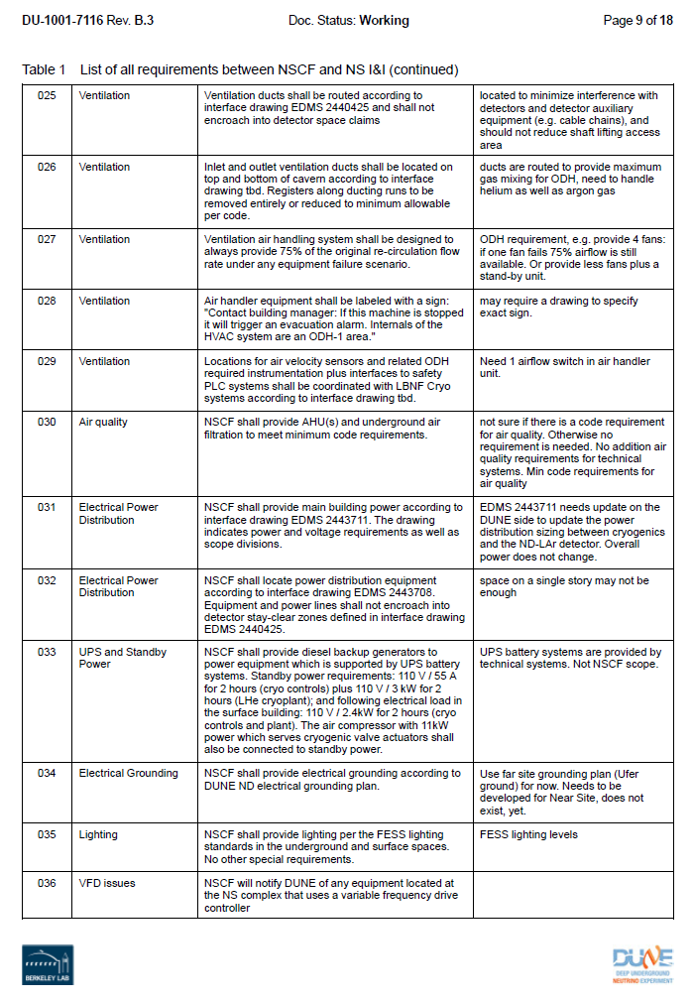 DU-1001-7116 Rev. B.3 Doc. Status: Working Page 9 of 18
Table 1 List of all requirements between NSCF and NS I&I (continued)
025 Ventilation Ventilation ducts shall be routed according to
interface drawing EDMS 2440425 and shall not
encroach into detector space claims
located to minimize interference with
detectors and detector auxiliary
equipment (e.g. cable chains), and
should not reduce shaft lifting access
area
026 Ventilation Inlet and outlet ventilation ducts shall be located on
top and bottom of cavern according to interface
drawing tbd. Registers along ducting runs to be
removed entirely or reduced to minimum allowable
per code.
ducts are routed to provide maximum
gas mixing for ODH, need to handle
helium as well as argon gas
027 Ventilation Ventilation air handling system shall be designed to
always provide 75% of the original re-circulation flow
rate under any equipment failure scenario.
ODH requirement, e.g. provide 4 fans:
if one fan fails 75% airflow is still
available. Or provide less fans plus a
stand-by unit.
028 Ventilation Air handler equipment shall be labeled with a sign:
"Contact building manager: If this machine is stopped
it will trigger an evacuation alarm. Internals of the
HVAC system are an ODH-1 area."
may require a drawing to specify
exact sign.
029 Ventilation Locations for air velocity sensors and related ODH
required instrumentation plus interfaces to safety
PLC systems shall be coordinated with LBNF Cryo
systems according to interface drawing tbd.
Need 1 airflow switch in air handler
unit.
030 Air quality NSCF shall provide AHU(s) and underground air
filtration to meet minimum code requirements.
not sure if there is a code requirement
for air quality. Otherwise no
requirement is needed. No addition air
quality requirements for technical
systems. Min code requirements for
air quality
031 Electrical Power
Distribution
NSCF shall provide main building power according to
interface drawing EDMS 2443711. The drawing
indicates power and voltage requirements as well as
scope divisions.
EDMS 2443711 needs update on the
DUNE side to update the power
distribution sizing between cryogenics
and the ND-LAr detector. Overall
power does not change.
032 Electrical Power
Distribution
NSCF shall locate power distribution equipment
according to interface drawing EDMS 2443708.
Equipment and power lines shall not encroach into
detector stay-clear zones defined in interface drawing
EDMS 2440425.
space on a single story may not be
enough
033 UPS and Standby
Power
NSCF shall provide diesel backup generators to
power equipment which is supported by UPS battery
systems. Standby power requirements: 110 V / 55 A
for 2 hours (cryo controls) plus 110 V / 3 kW for 2
hours (LHe cryoplant); and following electrical load in
the surface building: 110 V / 2.4kW for 2 hours (cryo
controls and plant). The air compressor with 11kW
power which serves cryogenic valve actuators shall
also be connected to standby power.
UPS battery systems are provided by
technical systems. Not NSCF scope.
034 Electrical Grounding NSCF shall provide electrical grounding according to
DUNE ND electrical grounding plan.
Use far site grounding plan (Ufer
ground) for now. Needs to be
developed for Near Site, does not
exist, yet.
035 Lighting NSCF shall provide lighting per the FESS lighting
standards in the underground and surface spaces.
No other special requirements.
FESS lighting levels
036 VFD issues NSCF will notify DUNE of any equipment located at
the NS complex that uses a variable frequency drive
controller
BERKELEY LAB
DUNE
DEEP UNDERGROUND
NEUTRINO EXPERIMENT